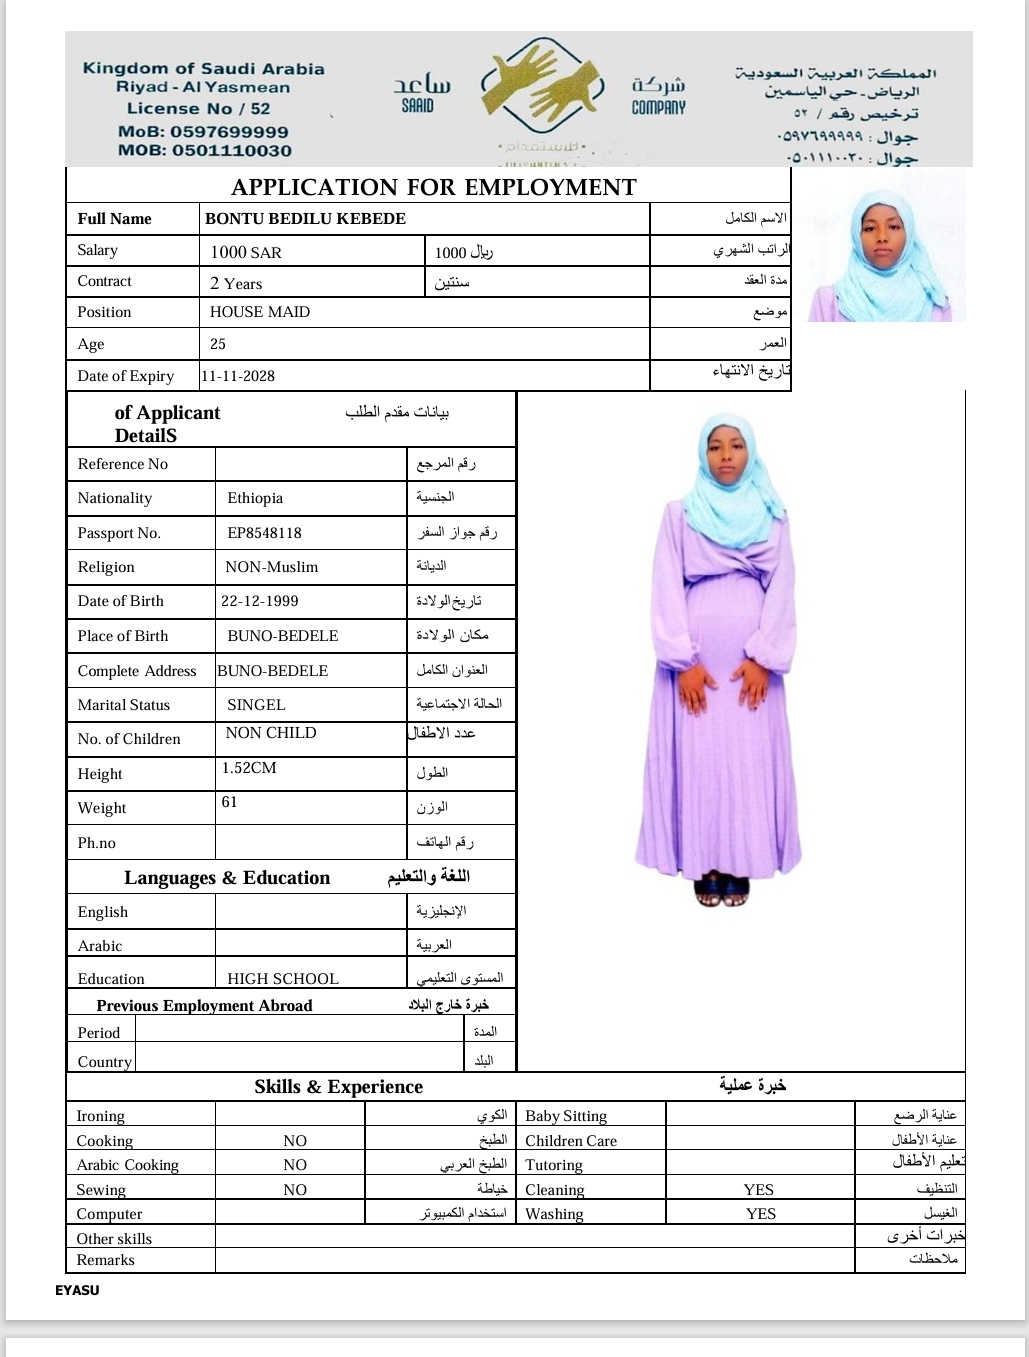 Kingdom of Saudi Arabia
Riyad - Al Yasmean
License No / 52
MoB: 0597699999
MOB: 0501110030
ساعد
SAAID
شركة
COMPANY
للاستقدام
المملكة العربية السعودية
الرياض - حي الياسمين
ترخيص رقم / ٥٢
جوال : ٠٥٩٧٦٩٩٩٩٩
جوال : ٠٥٠١١١٠٠٣٠
APPLICATION FOR EMPLOYMENT
Full Name BONTU BEDILU KEBEDE الاسم الكامل
Salary 1000 SAR 1000 ريال الراتب الشهري
Contract 2 Years سنتين مدة العقد
Position HOUSE MAID موضع
Age 25 العمر
Date of Expiry 11-11-2028 تاريخ الانتهاء
of Applicant بيانات مقدم الطلب
DetailS
Reference No رقم المرجع
Nationality Ethiopia الجنسية
Passport No. EP8548118 رقم جواز السفر
Religion NON-Muslim الديانة
Date of Birth 22-12-1999 تاريخ الولادة
Place of Birth BUNO-BEDELE مكان الولادة
Complete Address BUNO-BEDELE العنوان الكامل
Marital Status SINGEL الحالة الاجتماعية
No. of Children NON CHILD عدد الاطفال
Height 1.52CM الطول
Weight 61 الوزن
Ph.no رقم الهاتف
Languages & Education اللغة والتعليم
English الإنجليزية
Arabic العربية
Education HIGH SCHOOL المستوى التعليمي
Previous Employment Abroad خبرة خارج البلاد
Period المدة
Country البلد
Skills & Experience خبرة عملية
Ironing الكوي Baby Sitting عناية الرضع
Cooking NO الطبخ Children Care عناية الأطفال
Arabic Cooking NO الطبخ العربي Tutoring تعليم الأطفال
Sewing NO خياطة Cleaning YES التنظيف
Computer استخدام الكمبيوتر Washing YES الغيسل
Other skills خبرات أخرى
Remarks ملاحظات
EYASU